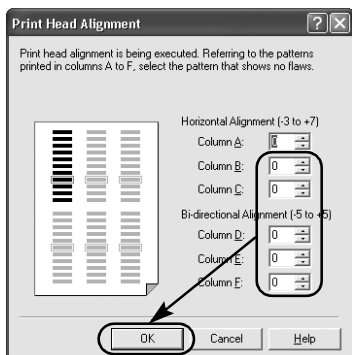 Print Head Alignment
Print head alignment is being executed. Referring to the patterns
printed in columns A to F, select the pattern that shows no flaws.
Horizontal Alignment (-3 to +7)
Column A: 0
Column B: 0
Column C: 0
Bi-directional Alignment (-5 to +5)
Column D: 0
Column E: 0
Column F: 0
OK Cancel Help